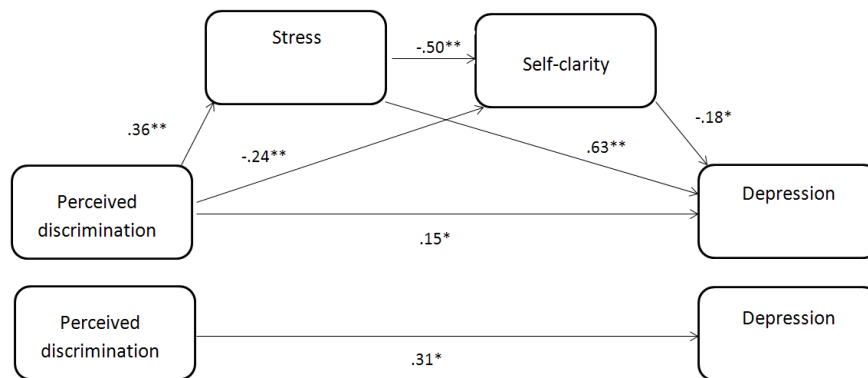 Stress
-.50**
Self-clarity
.36**
-.24**
.63**
-.18*
Perceived
discrimination
Depression
.15*
Perceived
discrimination
Depression
.31*